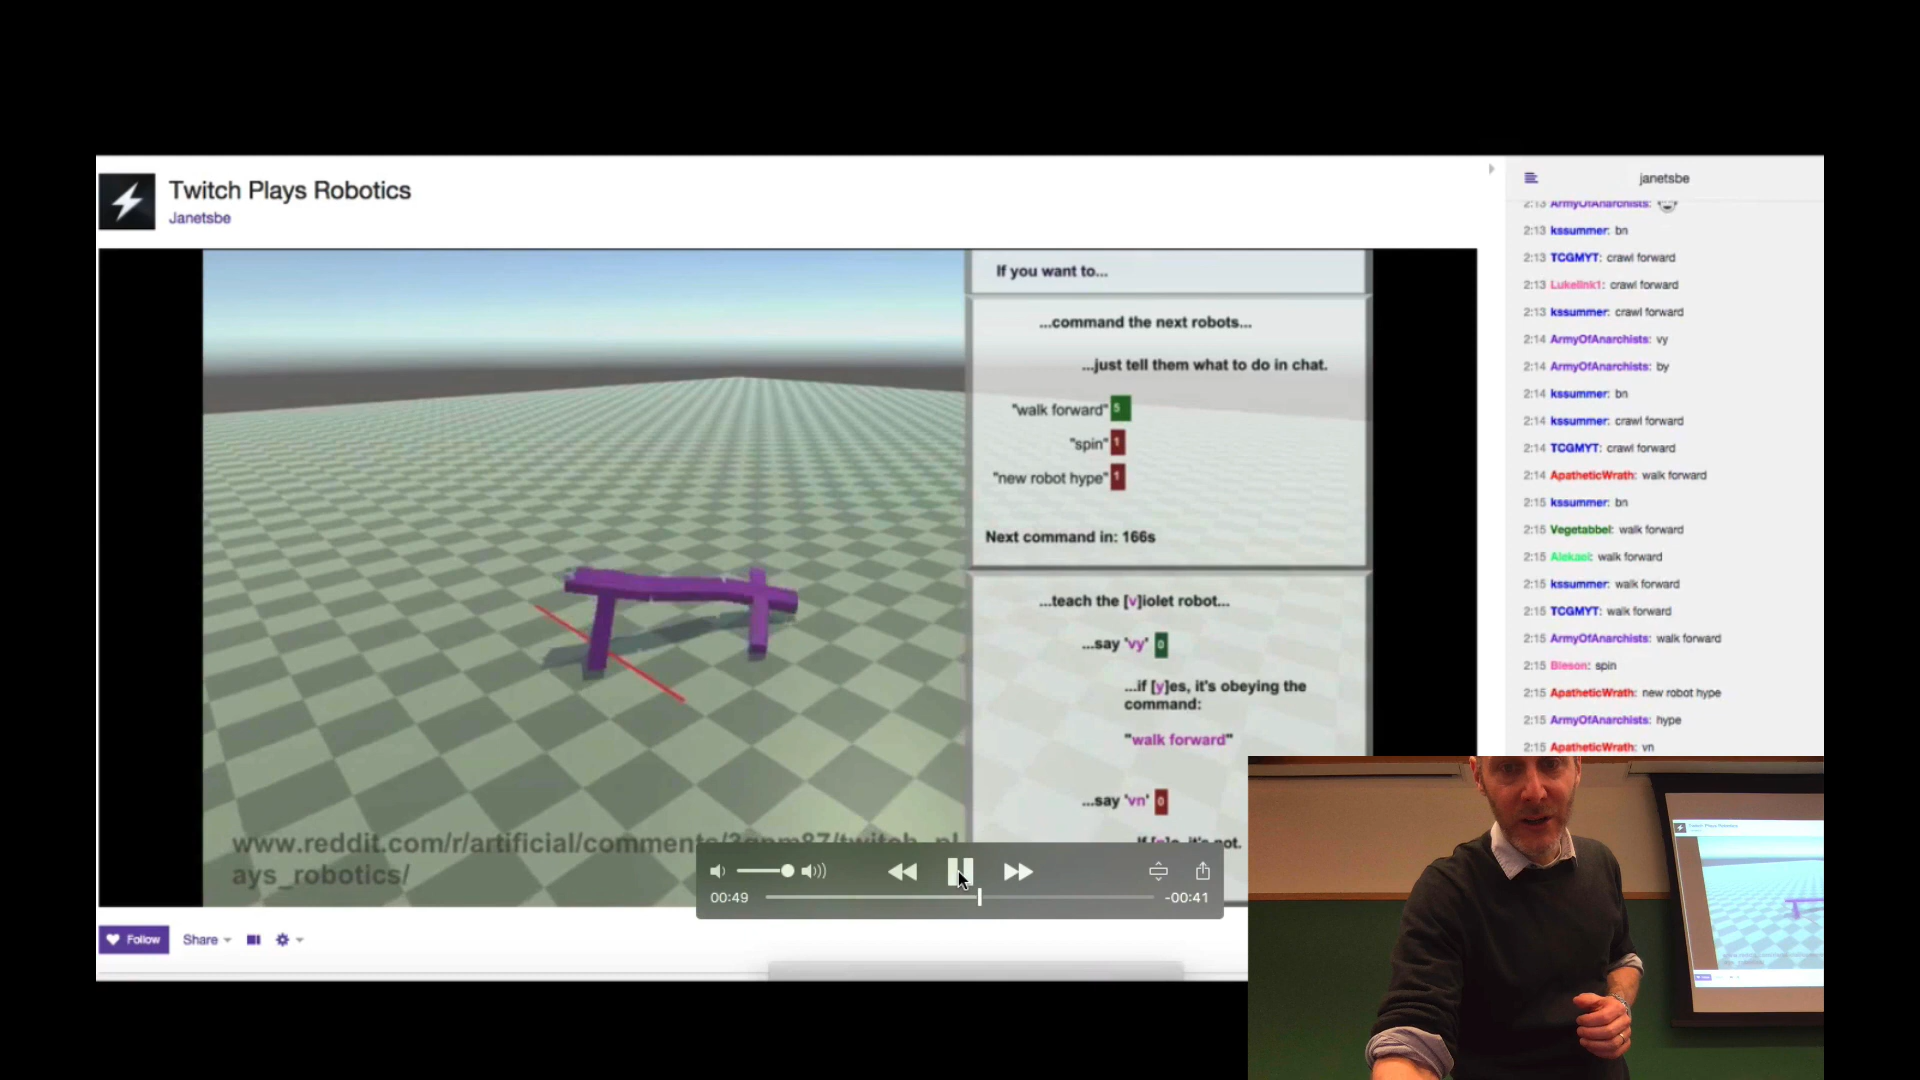 Twitch Plays Robotics
Janetsbe
If you want to...
...command the next robots...
...just tell them what to do in chat.
"walk forward" 5
"spin" 1
"new robot hype" 1
Next command in: 166s
...teach the [v]iolet robot...
...say 'vy' 0
...if [y]es, it's obeying the
command:
"walk forward"
...say 'vn' 0
not.
ays_robotics/
00:49
-00:41
Follow
Share
janetsbe
2:13 ArmyOfAnarchists:
2:13 kssummer: bn
2:13 TCGMYT: crawl forward
2:13 Lukelink1: crawl forward
2:13 kssummer: crawl forward
2:14 ArmyOfAnarchists: vy
2:14 ArmyOfAnarchists: by
2:14 kssummer: bn
2:14 kssummer: crawl forward
2:14 TCGMYT: crawl forward
2:14 ApatheticWrath: walk forward
2:15 kssummer: bn
2:15 Vegetabbel: walk forward
2:15 walk forward
2:15 kssummer: walk forward
2:15 TCGMYT: walk forward
2:15 ArmyOfAnarchists: walk forward
2:15 Bleson: spin
2:15 ApatheticWrath: new robot hype
2:15 ArmyOfAnarchists: hype
2:15 ApatheticWrath: vn